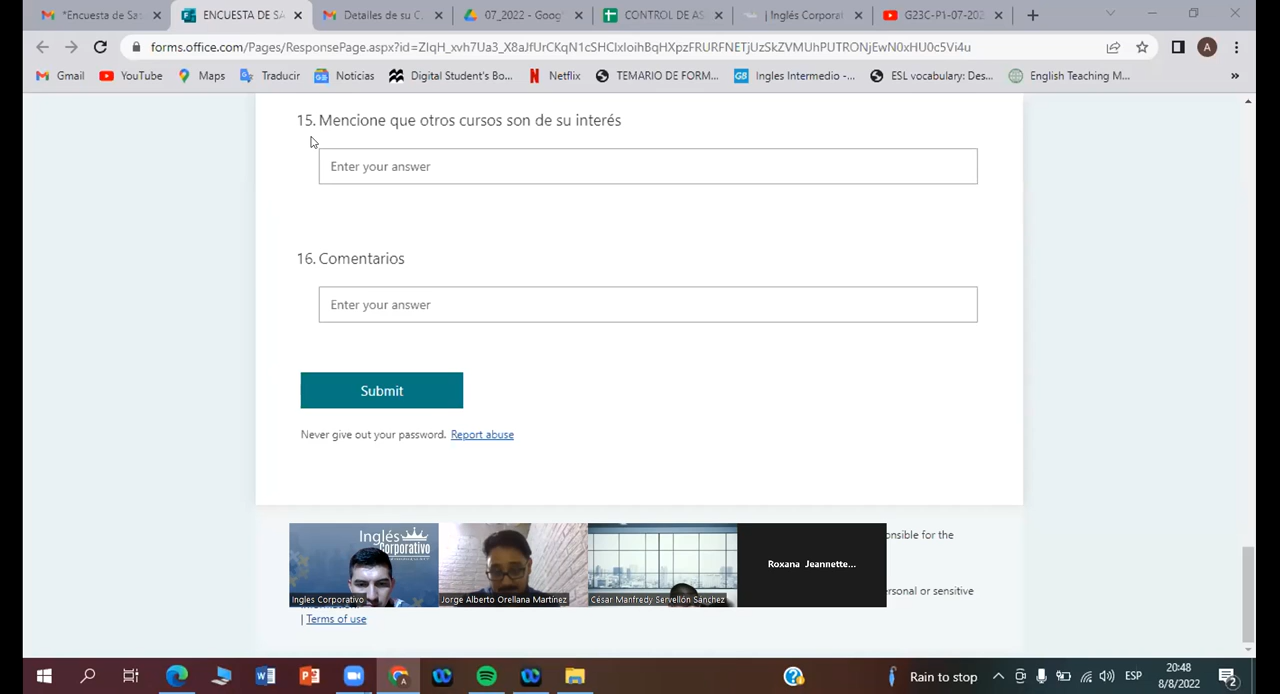 *Encuesta de Sat
ENCUESTA DE SA
Detalles de su C
07_2022 - Goog
CONTROL DE AS
| Inglés Corporat
G23C-P1-07-202
forms.office.com/Pages/ResponsePage.aspx?id=ZIqH_xvh7Ua3_X8aJfUrCKqN1cSHClxIoihBqHXpzFRURFNETjUzSkZVMUhPUTRONjEwN0xHU0c5Vi4u
A
Gmail
YouTube
Maps
Traducir
Noticias
Digital Student's Bo...
Netflix
TEMARIO DE FORM...
Ingles Intermedio -...
ESL vocabulary: Des...
English Teaching M...
»
15. Mencione que otros cursos son de su interés
Enter your answer
16. Comentarios
Enter your answer
Submit
Never give out your password. Report abuse
Inglés
Corporativo
Ingles Corporativo
Jorge Alberto Orellana Martínez
César Manfredy Servellón Sánchez
Roxana Jeannette...
onsible for the
ersonal or sensitive
| Terms of use
Rain to stop
ESP
20:48
8/8/2022
2